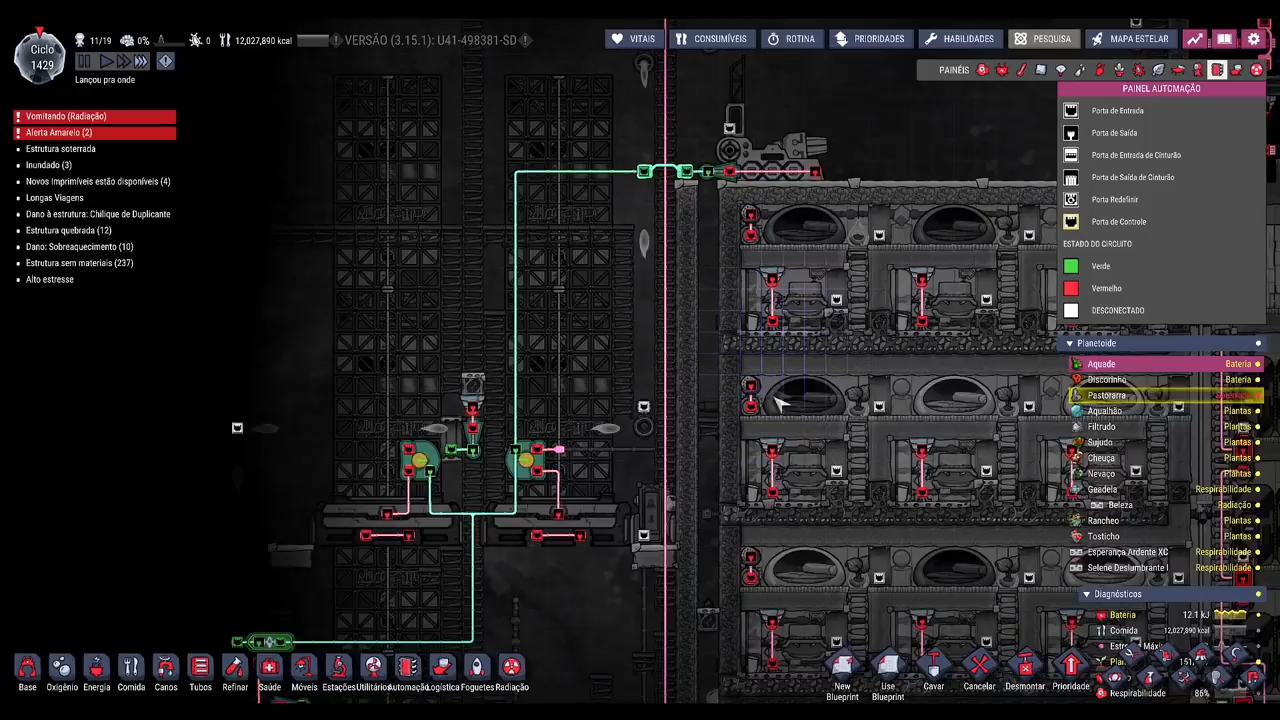 Ciclo
1429
11/19
0%
0
12,027,890 kcal
VERSÃO (3.15.1): U41-498381-SD
VITAIS
CONSUMÍVEIS
ROTINA
PRIORIDADES
HABILIDADES
PESQUISA
MAPA ESTELAR
Lançou pra onde
PAINÉIS
PAINEL AUTOMAÇÃO
Porta de Entrada
Porta de Saída
Porta de Entrada de Cinturão
Porta de Saída de Cinturão
Porta Redefinir
Porta de Controle
ESTADO DO CIRCUITO
Verde
Vermelho
DESCONECTADO
Vomitando (Radiação)
Alerta Amarelo (2)
Estrutura soterrada
Inundado (3)
Novos imprimíveis estão disponíveis (4)
Longas Viagens
Dano à estrutura: Chilique de Duplicante
Estrutura quebrada (12)
Dano: Sobreaquecimento (10)
Estrutura sem materiais (237)
Alto estresse
Planetoide
Aquade Bateria
Discorinho Bateria
Pastorarra
Aqualhão Plantas
Filtrudo Plantas
Sujudo Plantas
Cheuça Plantas
Nevaço Plantas
Geadela Respirabilidade
Beleza Radiação
Rancheo Plantas
Tosticho Plantas
Esperança Ardente XC Respirabilidade
Selene Deslumbrante I Respirabilidade
Diagnósticos
Bateria 12.1 kJ
Comida 12,027,890 kcal
Respirabilidade 86%
Base
Oxigênio
Energia
Comida
Canos
Tubos
Refinar
Saúde
Móveis
Estações
Utilitários
Automação
Logística
Foguetes
Radiação
New Blueprint
Use Blueprint
Cavar
Cancelar
Desmontar
Prioridade